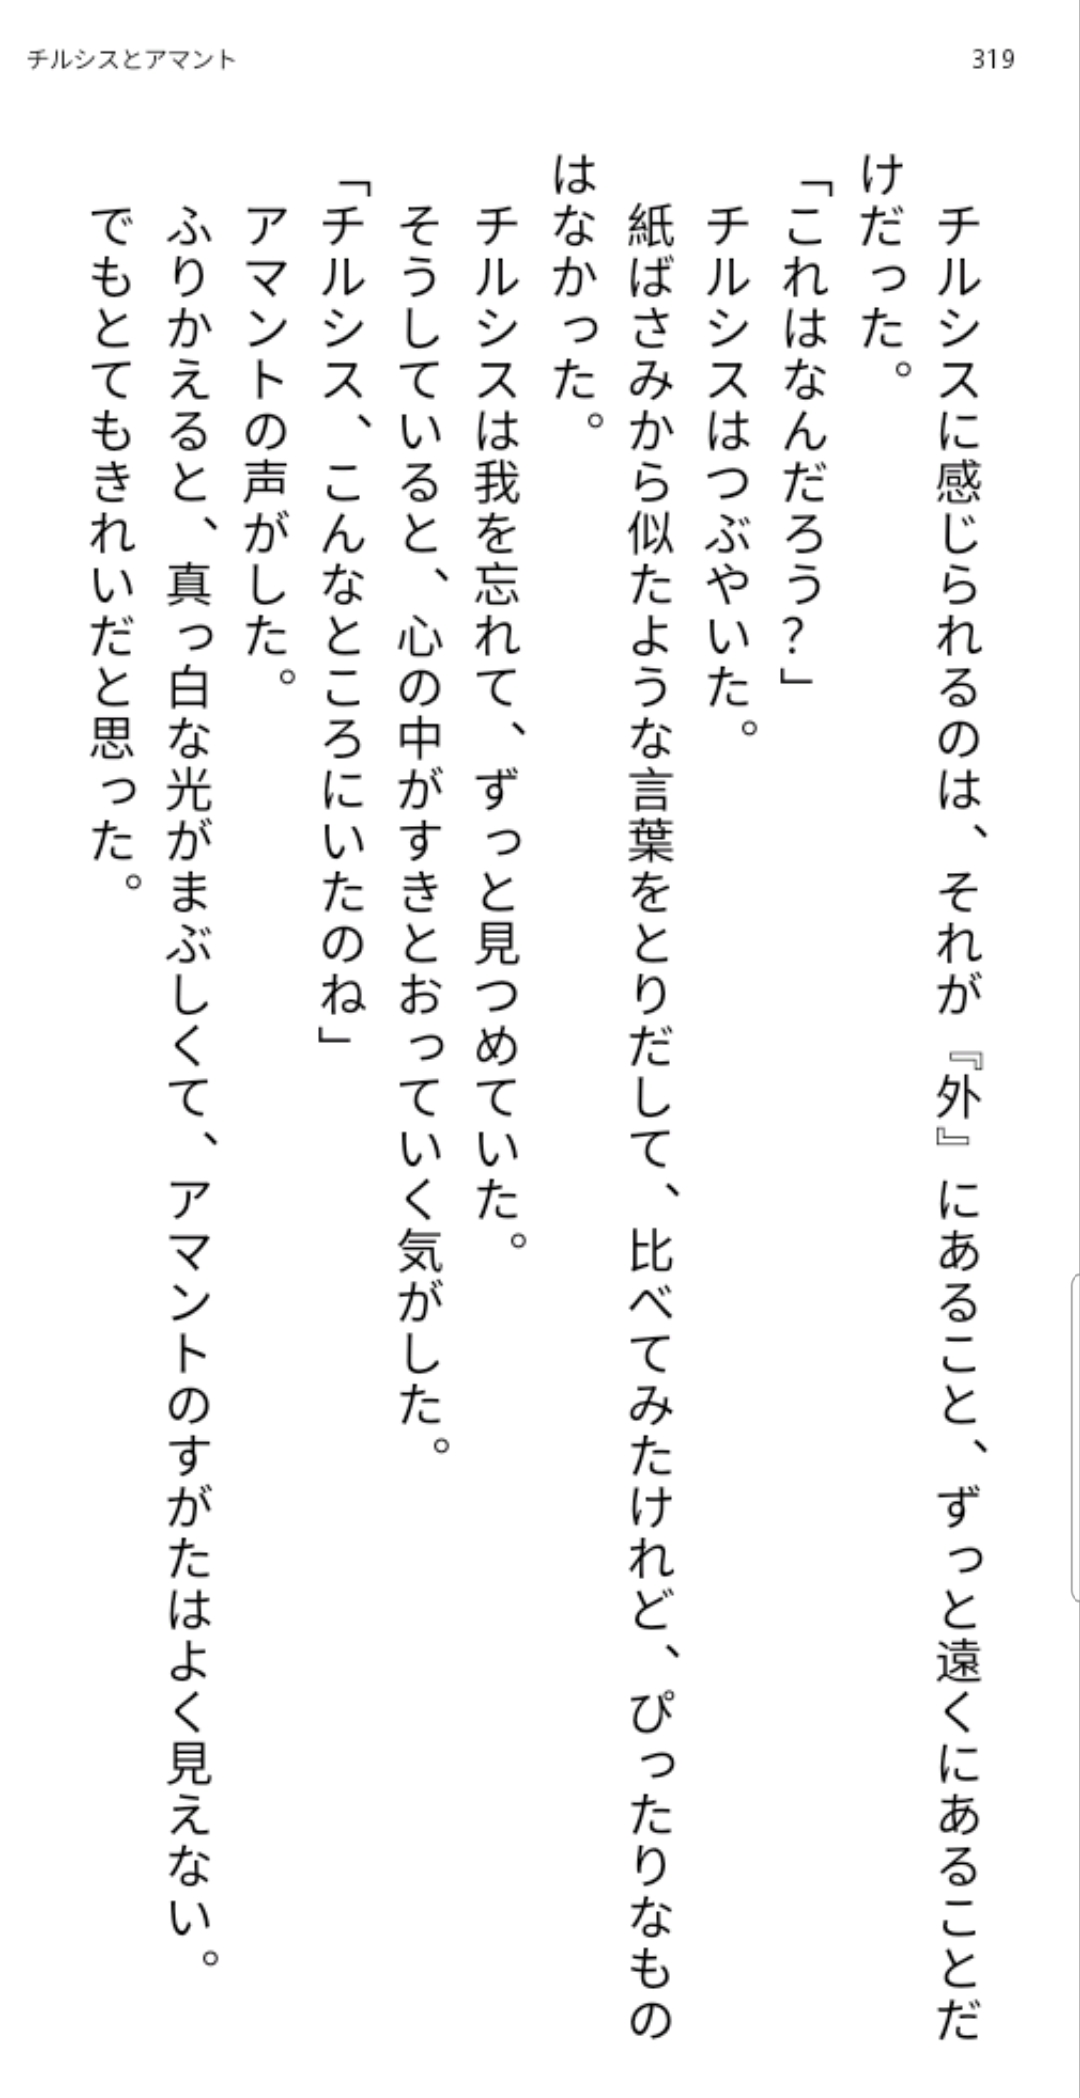 チルシスとアマント
319
チルシスに感じられるのは、それが『外』にあること、ずっと遠くにあることだ
けだった。
「これはなんだろう？」
チルシスはつぶやいた。
紙ばさみから似たような言葉をとりだして、比べてみたけれど、ぴったりなもの
はなかった。
チルシスは我を忘れて、ずっと見つめていた。
そうしていると、心の中がすきとおっていく気がした。
「チルシス、こんなところにいたのね」
アマントの声がした。
ふりかえると、真っ白な光がまぶしくて、アマントのすがたはよく見えない。
でもとてもきれいだと思った。